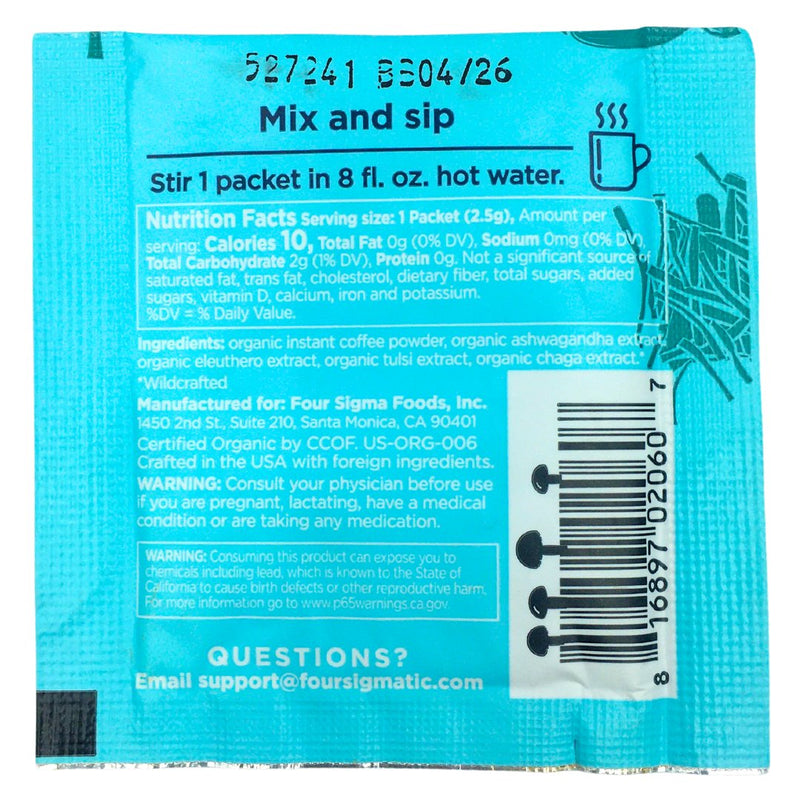 527241 BB04/26
Mix and sip
Stir 1 packet in 8 fl. oz. hot water.
Nutrition Facts Serving size: 1 Packet (2.5g), Amount per
serving: Calories 10, Total Fat 0g (0% DV), Sodium 0mg (0% DV),
Total Carbohydrate 2g (1% DV), Protein 0g. Not a significant source of
saturated fat, trans fat, cholesterol, dietary fiber, total sugars, added
sugars, vitamin D, calcium, iron and potassium.
%DV = % Daily Value.
Ingredients: organic instant coffee powder, organic ashwagandha extract,
organic eleuthero extract, organic tulsi extract, organic chaga extract.*
*Wildcrafted
Manufactured for: Four Sigma Foods, Inc.
1450 2nd St., Suite 210, Santa Monica, CA 90401
Certified Organic by CCOF. US-ORG-006
Crafted in the USA with foreign ingredients.
WARNING: Consult your physician before use
if you are pregnant, lactating, have a medical
condition or are taking any medication.
WARNING: Consuming this product can expose you to
chemicals including lead, which is known to the State of
California to cause birth defects or other reproductive harm.
For more information go to www.p65warnings.ca.gov.
QUESTIONS?
Email support@foursigmatic.com
8 16897 02060 7